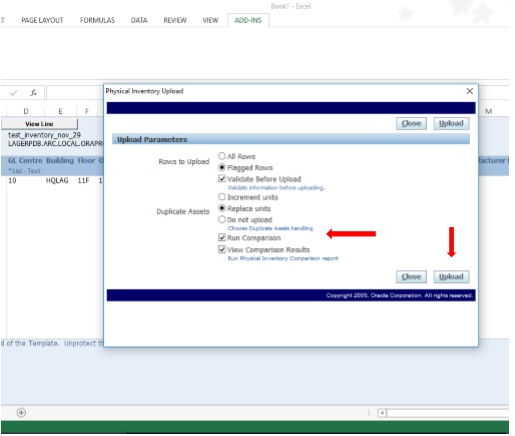 Book1 - Excel
PAGE LAYOUT FORMULAS DATA REVIEW VIEW ADD-INS
fx
Physical Inventory Upload
D E F M
View Line
test_inventory_nov_29
LAGERPDB.ARC.LOCAL.ORAPR
Close Upload
Upload Parameters
GL Centre Building Floor
* List - Text
10 HQLAG 11F 1
Rows to Upload All Rows
Flagged Rows
Validate Before Upload
Validate information before uploading.
Duplicate Assets Increment units
Replace units
Do not upload
Choose Duplicate Assets handling
Run Comparison
View Comparison Results
Run Physical Inventory Comparison report
Close Upload
Copyright 2005, Oracle Corporation. All rights reserved.
d of the Template. Unprotect th